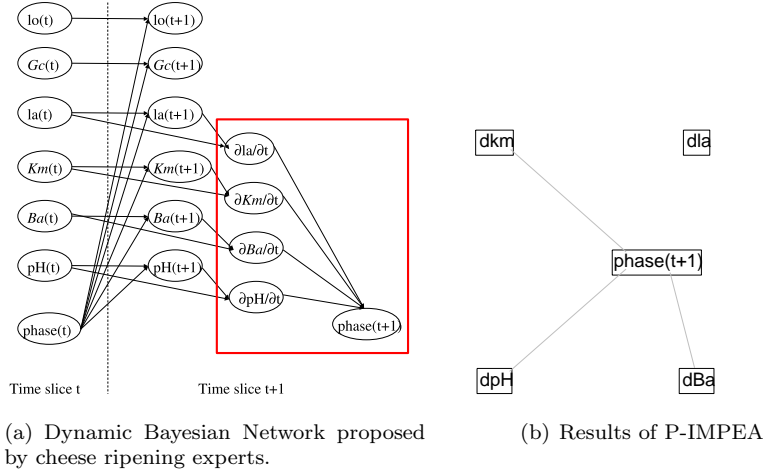 lo(t)
lo(t+1)
Gc(t)
Gc(t+1)
la(t)
la(t+1)
∂la/∂t
Km(t)
Km(t+1)
∂Km/∂t
Ba(t)
Ba(t+1)
∂Ba/∂t
pH(t)
pH(t+1)
∂pH/∂t
phase(t)
phase(t+1)
Time slice t
Time slice t+1
dkm
dla
phase(t+1)
dpH
dBa
(a) Dynamic Bayesian Network proposed
by cheese ripening experts.
(b) Results of P-IMPEA